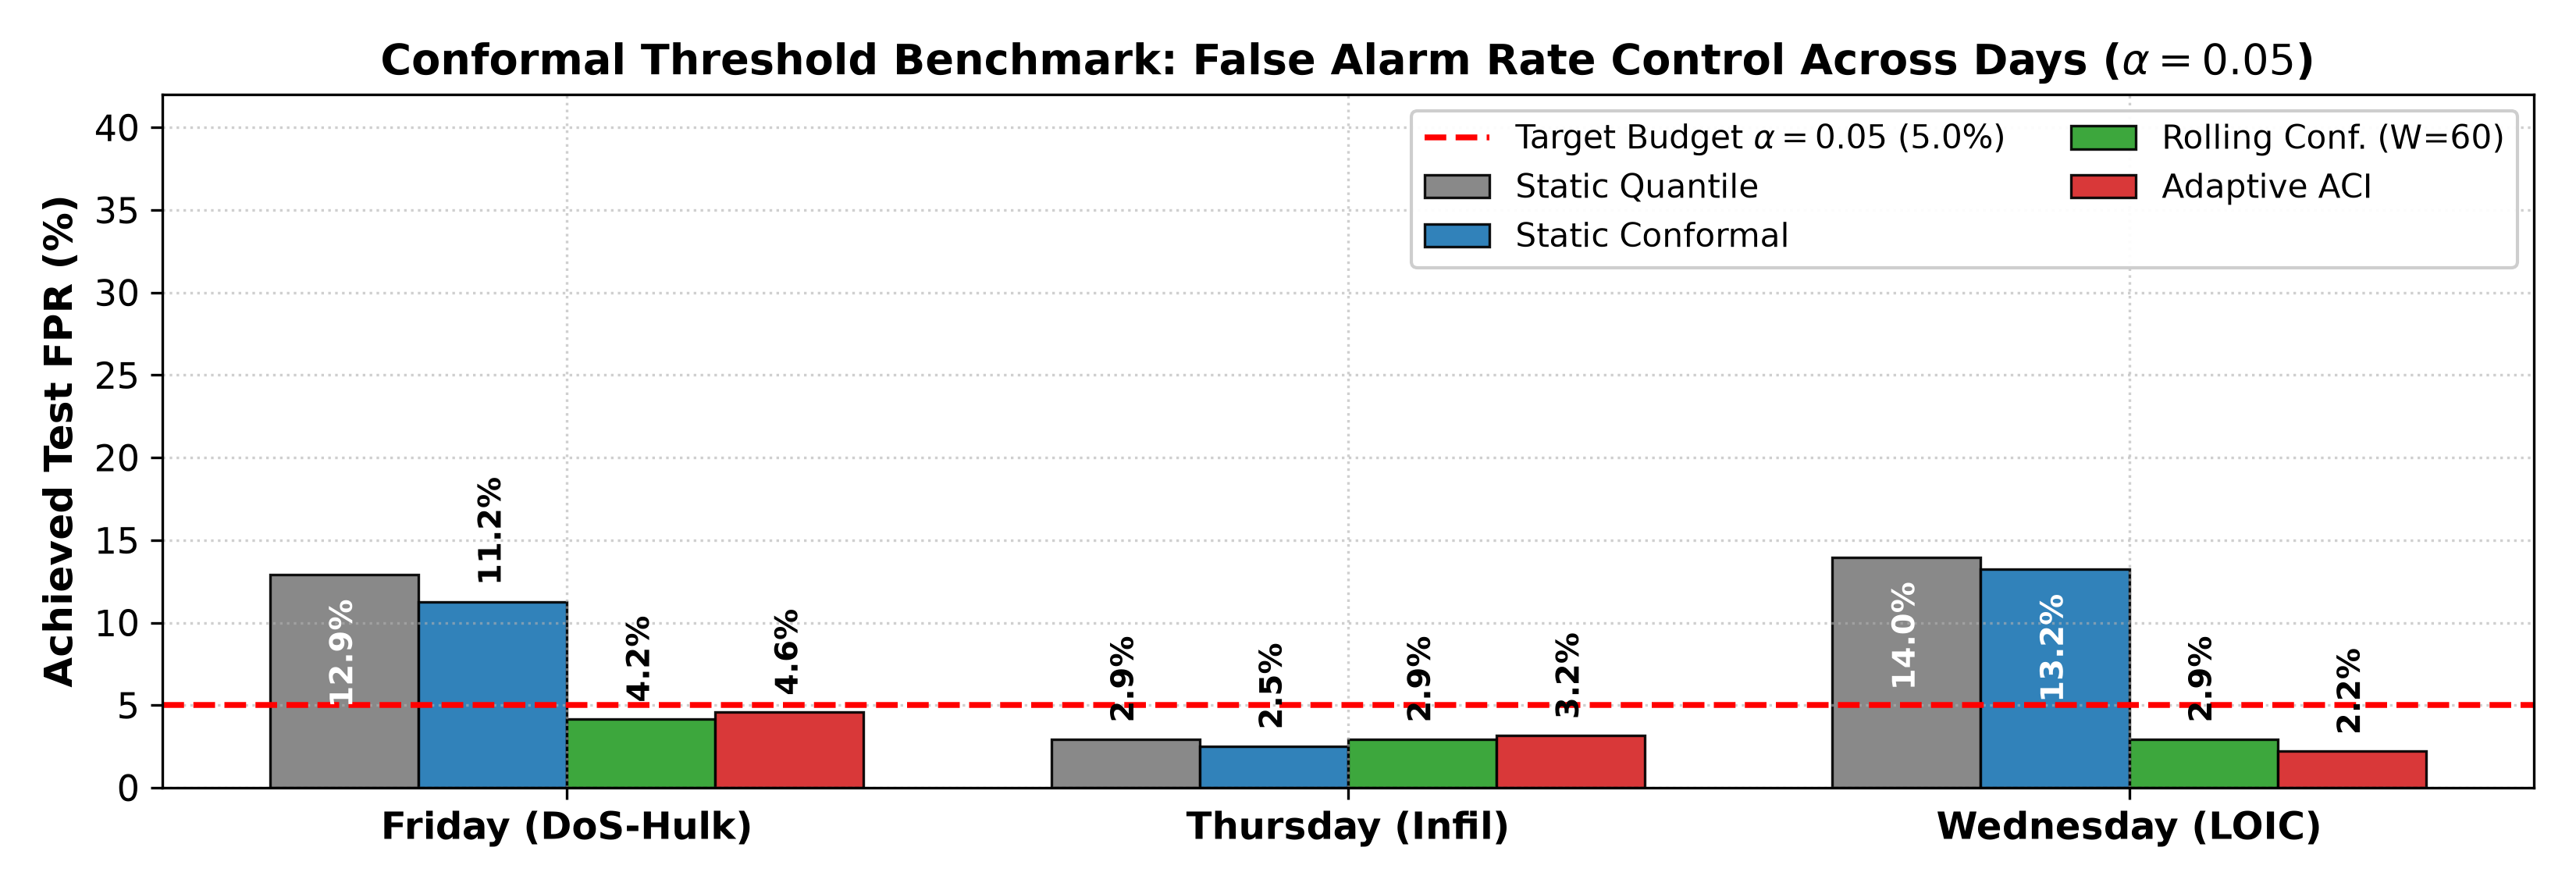 Conformal Threshold Benchmark: False Alarm Rate Control Across Days (α = 0.05)
Achieved Test FPR (%)
40
35
30
25
20
15
10
5
0
Target Budget α = 0.05 (5.0%)
Static Quantile
Static Conformal
Rolling Conf. (W=60)
Adaptive ACI
12.9%
11.2%
4.2%
4.6%
2.9%
2.5%
2.9%
3.2%
14.0%
13.2%
2.9%
2.2%
Friday (DoS-Hulk)
Thursday (Infil)
Wednesday (LOIC)